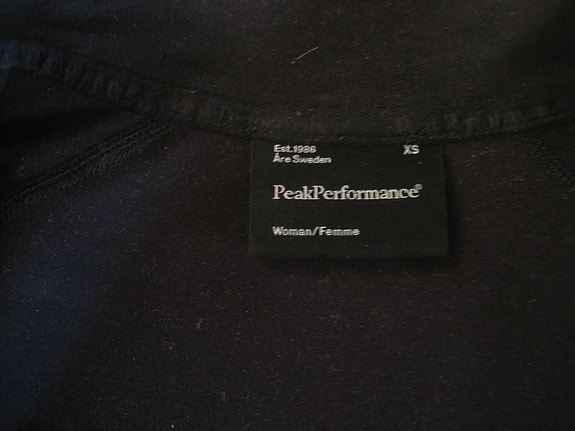 Est.1986 XS
Åre Sweden
PeakPerformance®
Woman/Femme